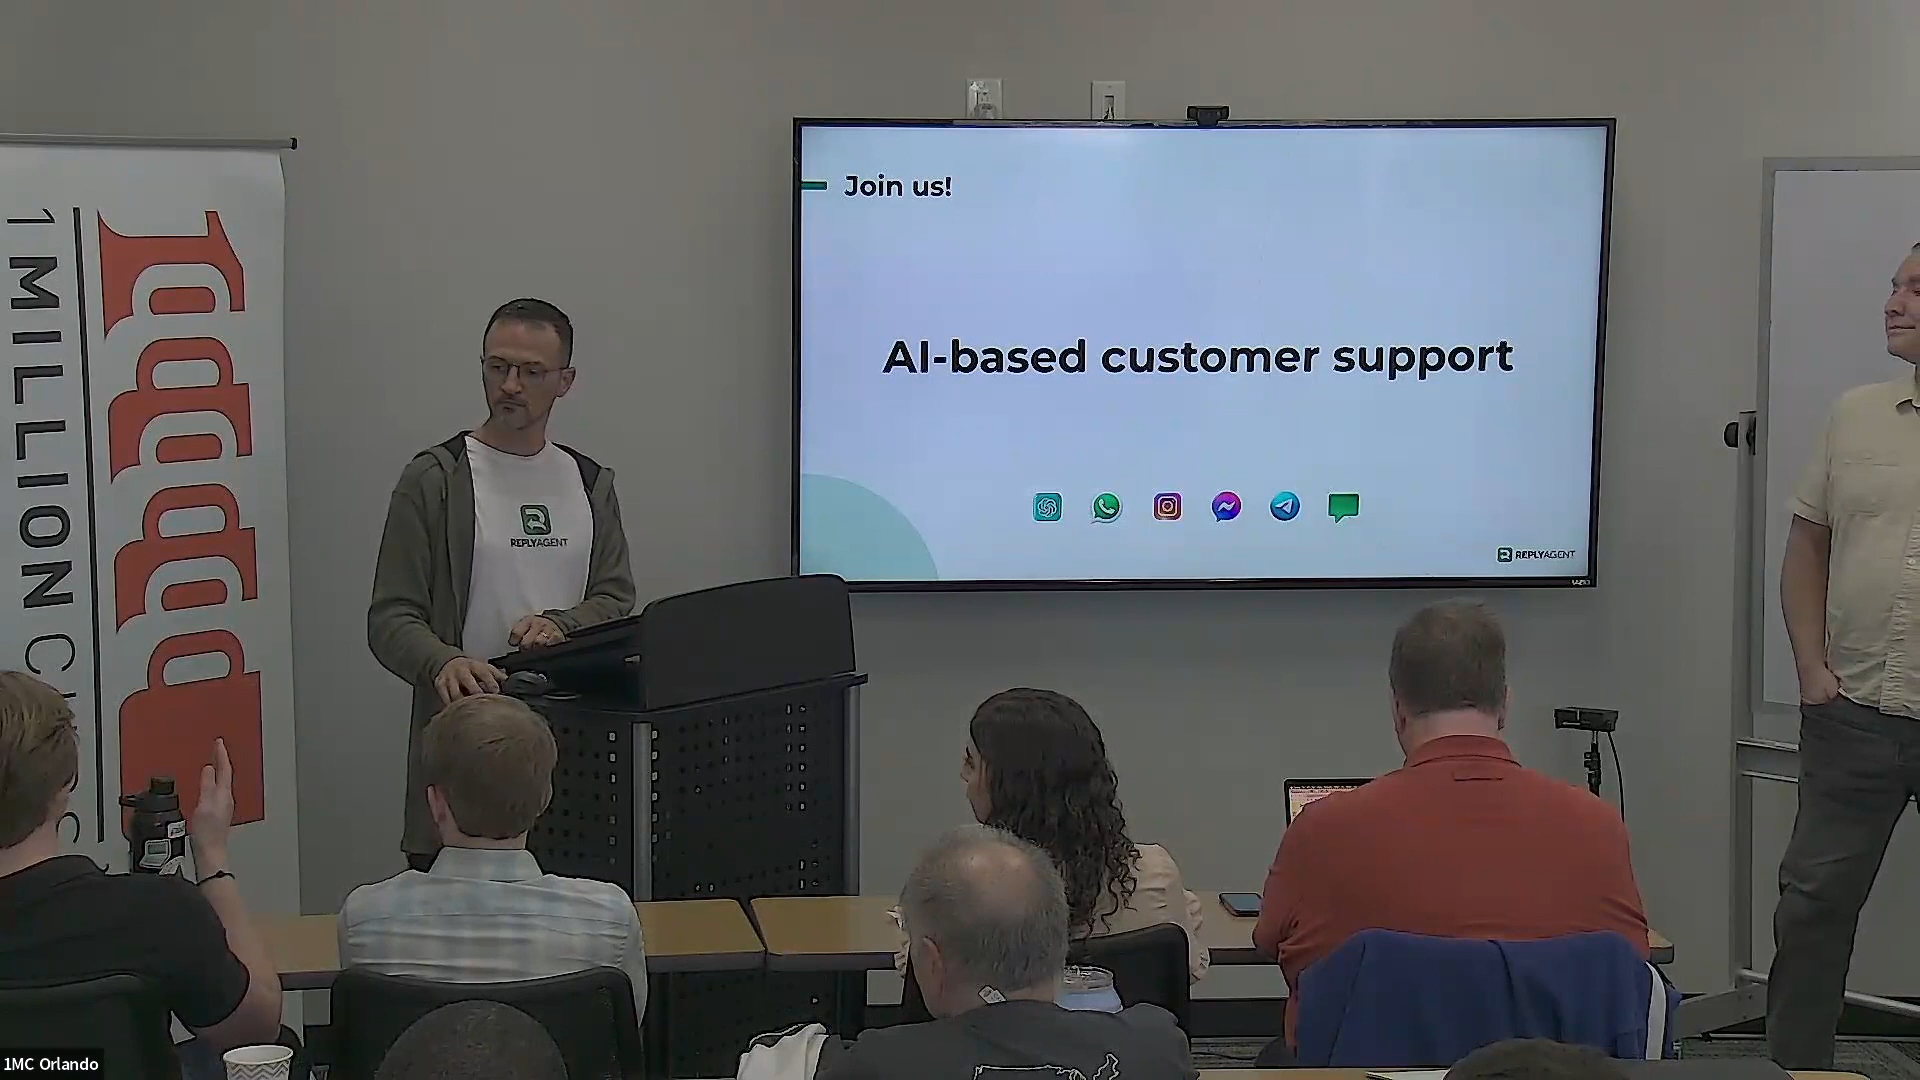 Join us!
AI-based customer support
REPLYAGENT
REPLYAGENT
1 MILLION C
1MC Orlando